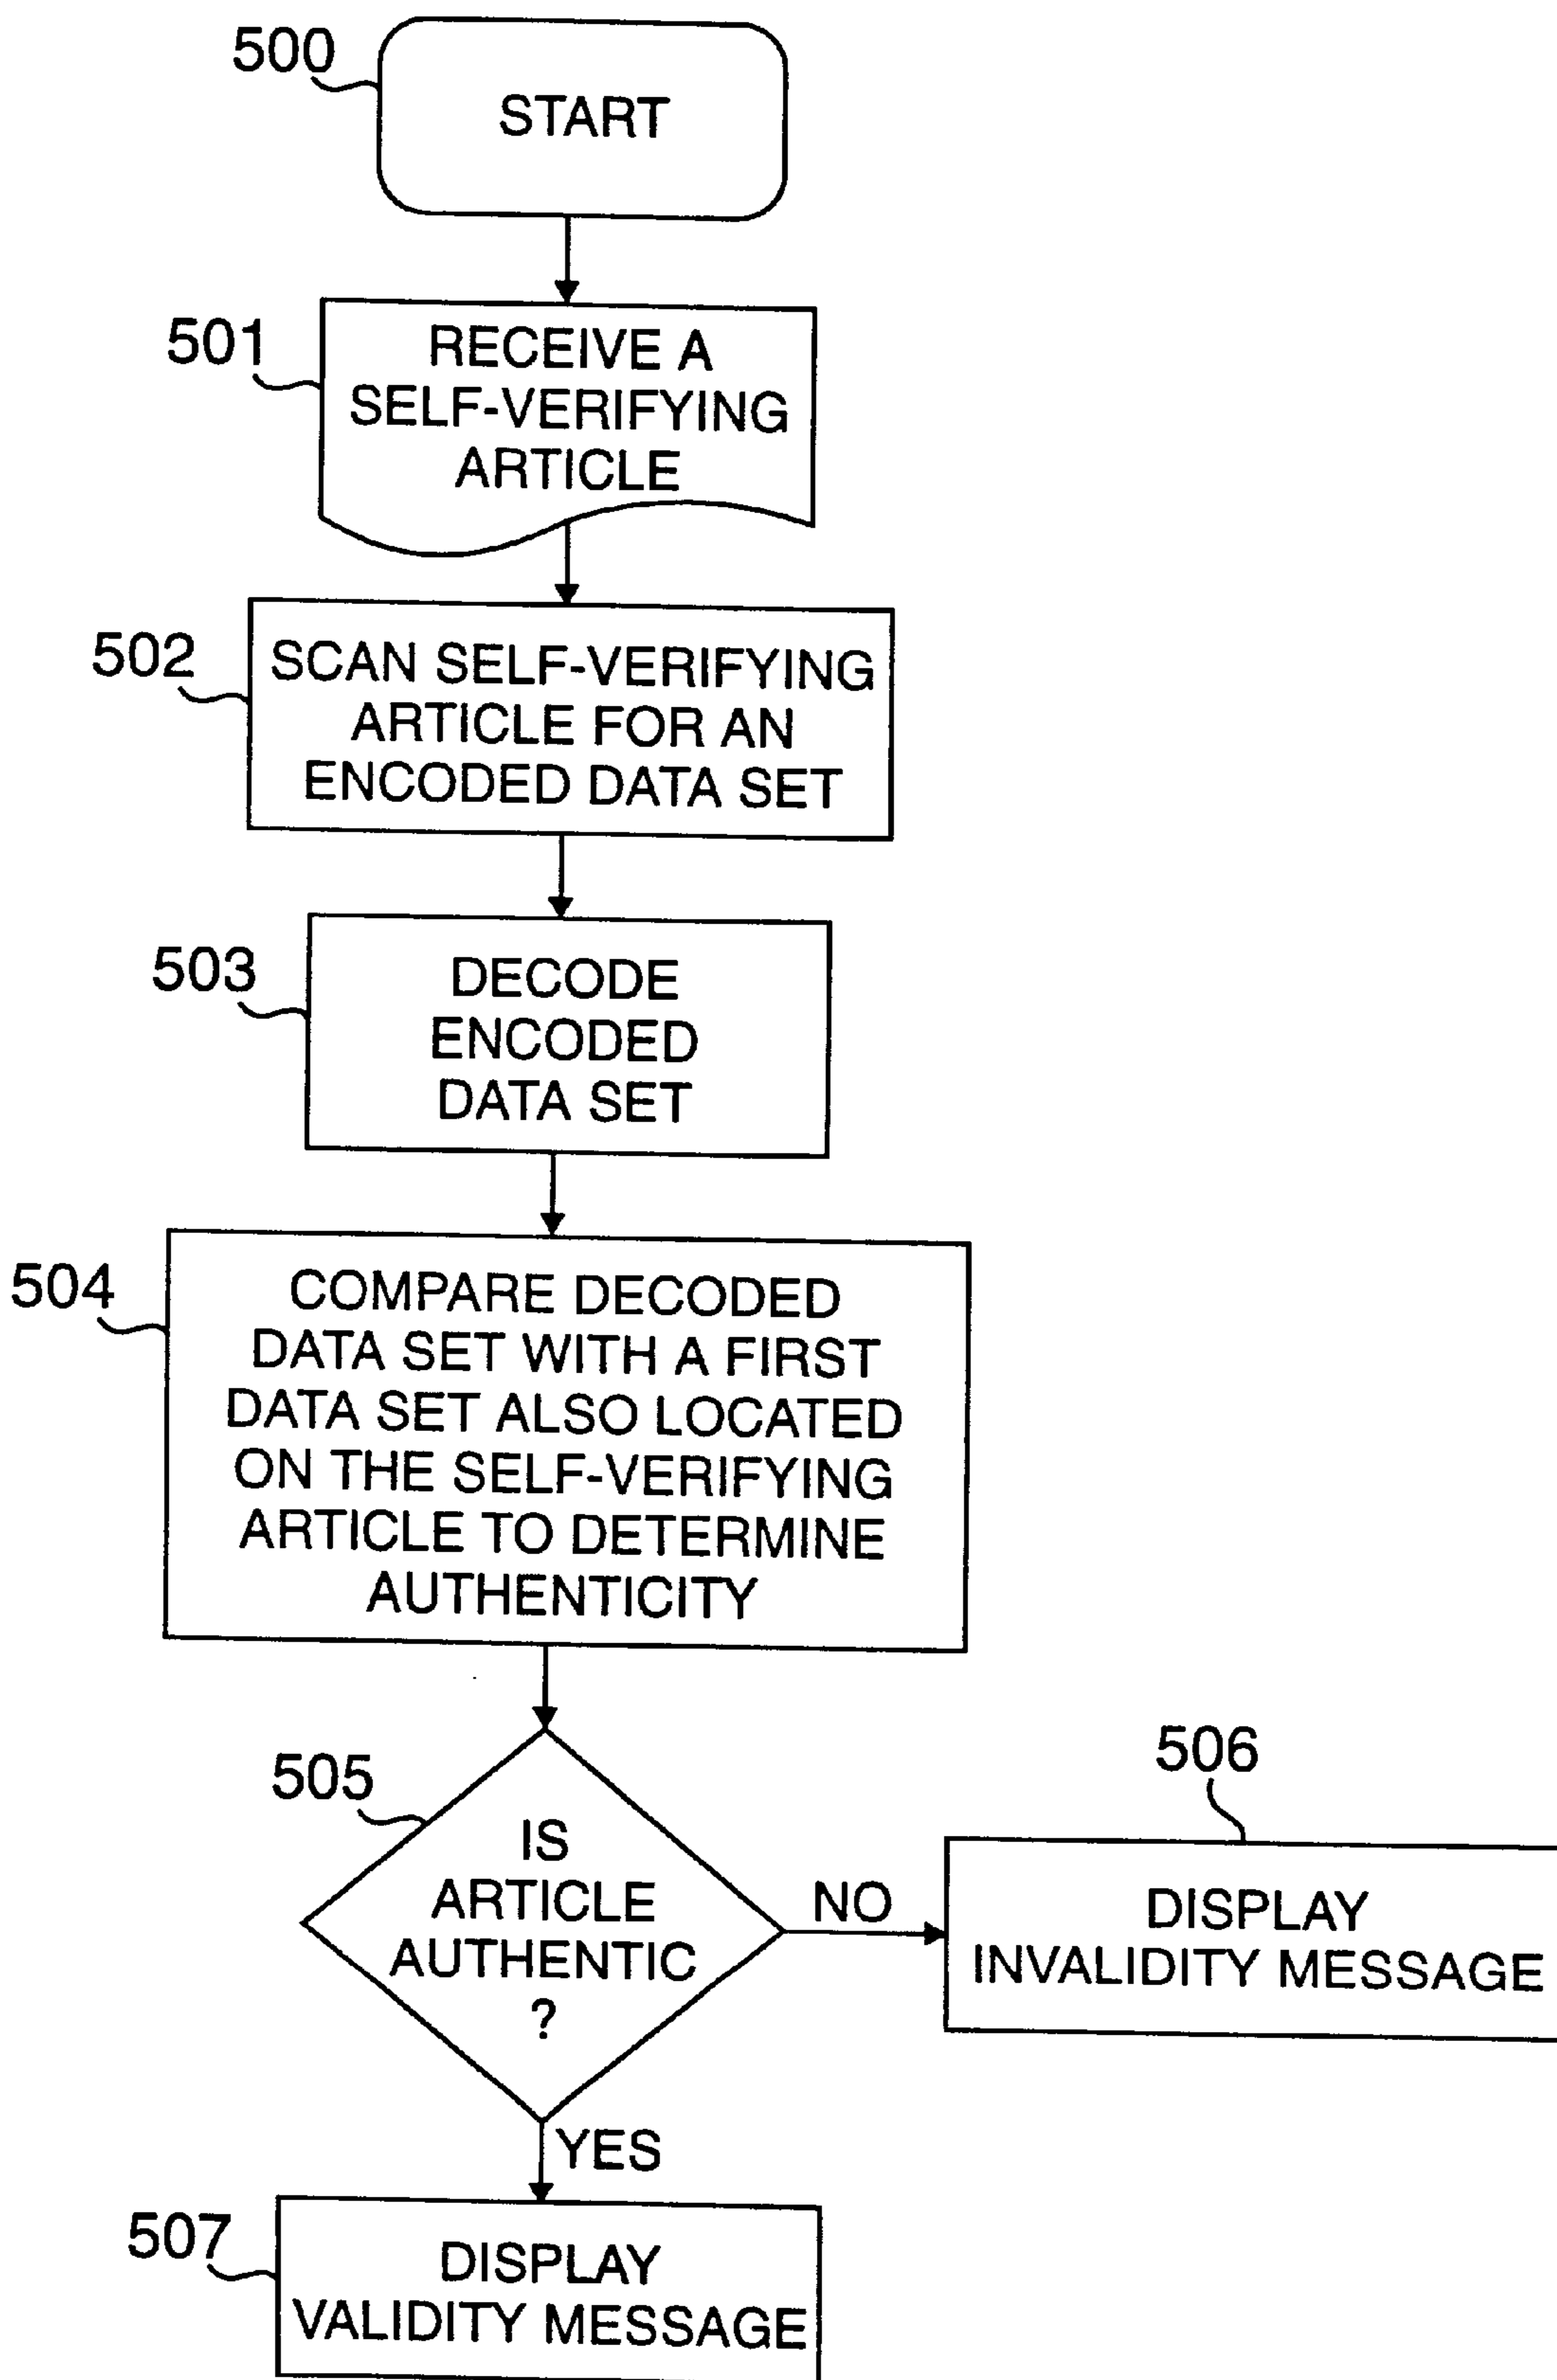 500
START
501
RECEIVE A
SELF-VERIFYING
ARTICLE
502
SCAN SELF-VERIFYING
ARTICLE FOR AN
ENCODED DATA SET
503
DECODE
ENCODED
DATA SET
504
COMPARE DECODED
DATA SET WITH A FIRST
DATA SET ALSO LOCATED
ON THE SELF-VERIFYING
ARTICLE TO DETERMINE
AUTHENTICITY
505
IS
ARTICLE
AUTHENTIC
?
NO
506
DISPLAY
INVALIDITY MESSAGE
YES
507
DISPLAY
VALIDITY MESSAGE